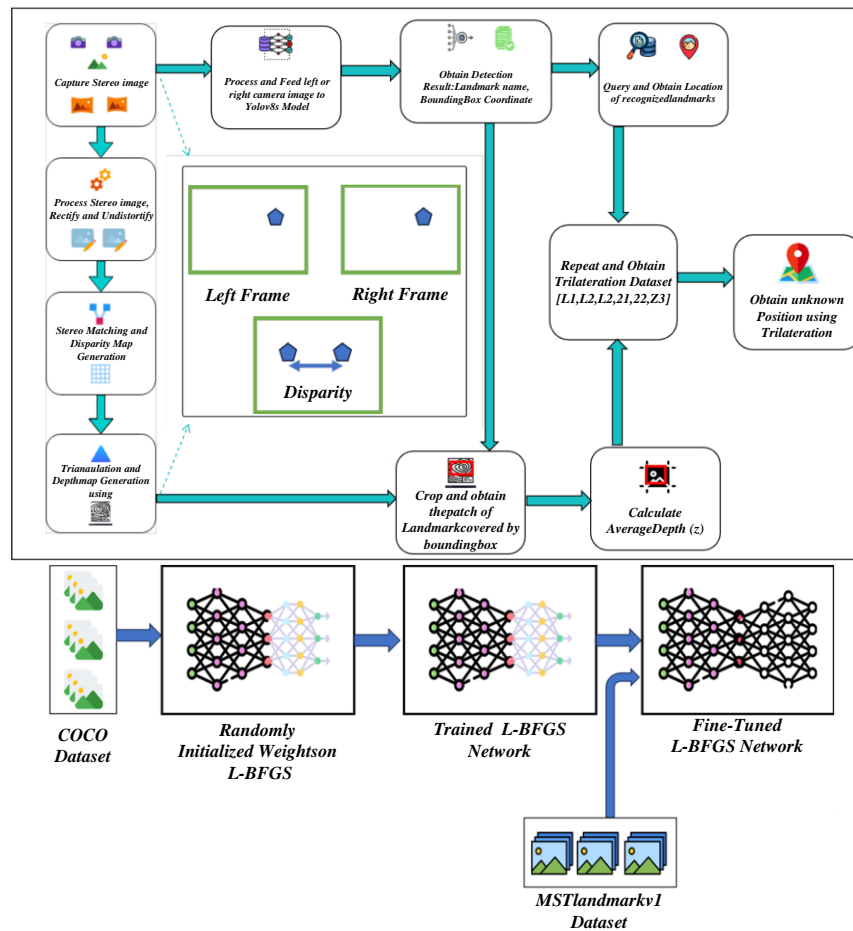 Capture Stereo image
Process and Feed left or
right camera image to
Yolov8s Model
Obtain Detection
Result:Landmark name,
BoundingBox Coordinate
Query and Obtain Location
of recognizedlandmarks
Process Stereo image,
Rectify and Undistortify
Left Frame
Right Frame
Disparity
Repeat and Obtain
Trilateration Dataset
[L1,L2,L2,21,22,Z3]
Obtain unknown
Position using
Trilateration
Stereo Matching and
Disparity Map
Generation
Trianaulation and
Depthmap Generation
using
Crop and obtain
thepatch of
Landmarkcovered by
boundingbox
Calculate
AverageDepth (z)
COCO
Dataset
Randomly
Initialized Weightson
L-BFGS
Trained L-BFGS
Network
Fine-Tuned
L-BFGS Network
MSTlandmarkv1
Dataset